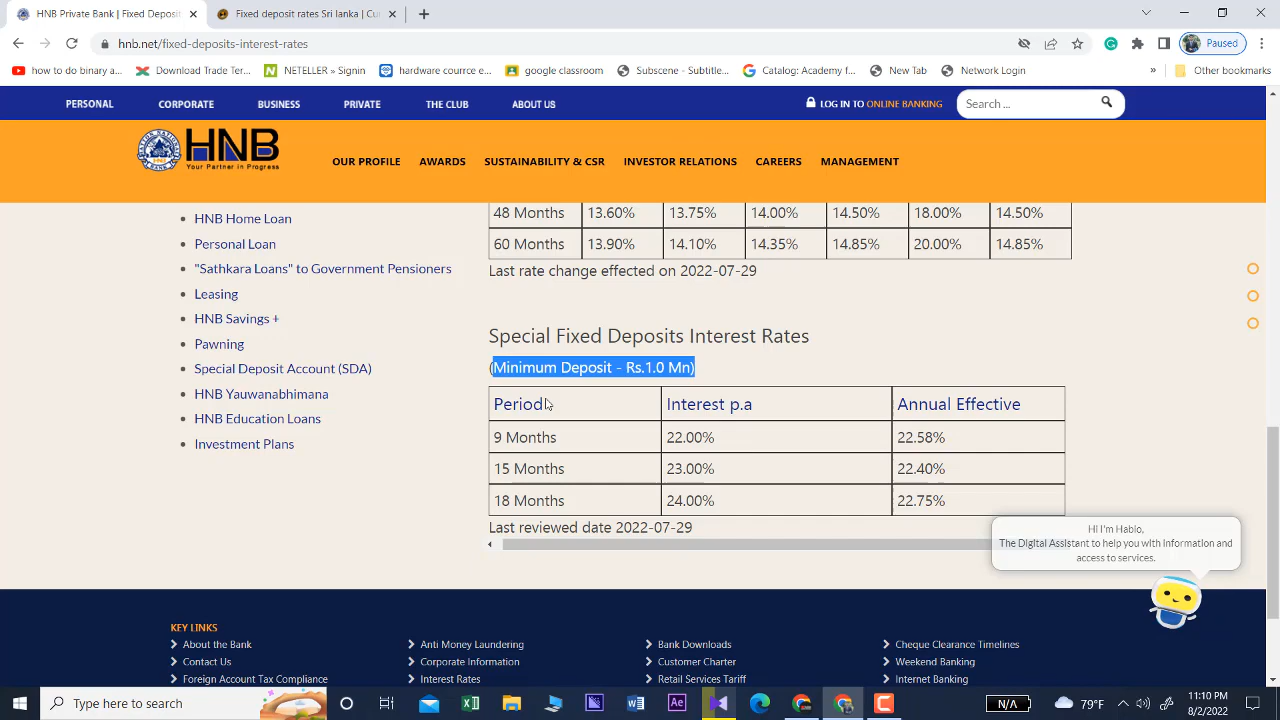 HNB | Private Banking | Fixed De
NTB - Private Banking
hnb.net/fixed-deposits-interest-rates
Paused
how to do binary a...
Download Trade Ter...
NETELLER » Signin
hardware courrce c...
google classroom
Subscene - Subtitle...
Catalog: Academy f...
New Tab
Network Login
»
Other bookmarks
PERSONAL
CORPORATE
BUSINESS
PRIVATE
THE CLUB
ABOUT US
LOG IN TO ONLINE BANKING
Search ...
HNB
Your Partner in Progress
OUR PROFILE
AWARDS
SUSTAINABILITY & CSR
INVESTOR RELATIONS
CAREERS
MANAGEMENT
HNB Home Loan
Personal Loan
"Sathkara Loans" to Government Pensioners
Leasing
HNB Savings +
Pawning
Special Deposit Account (SDA)
HNB Yauwanabhimana
HNB Education Loans
Investment Plans
48 Months 13.60% 13.75% 14.00% 14.50% 18.00% 14.50%
60 Months 13.90% 14.10% 14.35% 14.85% 20.00% 14.85%
Last rate change effected on 2022-07-29
Special Fixed Deposits Interest Rates
(Minimum Deposit - Rs.1.0 Mn)
Period Interest p.a Annual Effective
9 Months 22.00% 22.58%
15 Months 23.00% 22.40%
18 Months 24.00% 22.75%
Last reviewed date 2022-07-29
Hi I'm Hablo,
The Digital Assistant to help you with information and
access to services.
KEY LINKS
About the Bank
Anti Money Laundering
Bank Downloads
Cheque Clearance Timelines
Contact Us
Corporate Information
Customer Charter
Weekend Banking
Foreign Account Tax Compliance
Interest Rates
Retail Services Tariff
Internet Banking
Type here to search
Ae
N/A
79°F
11:10 PM
8/2/2022